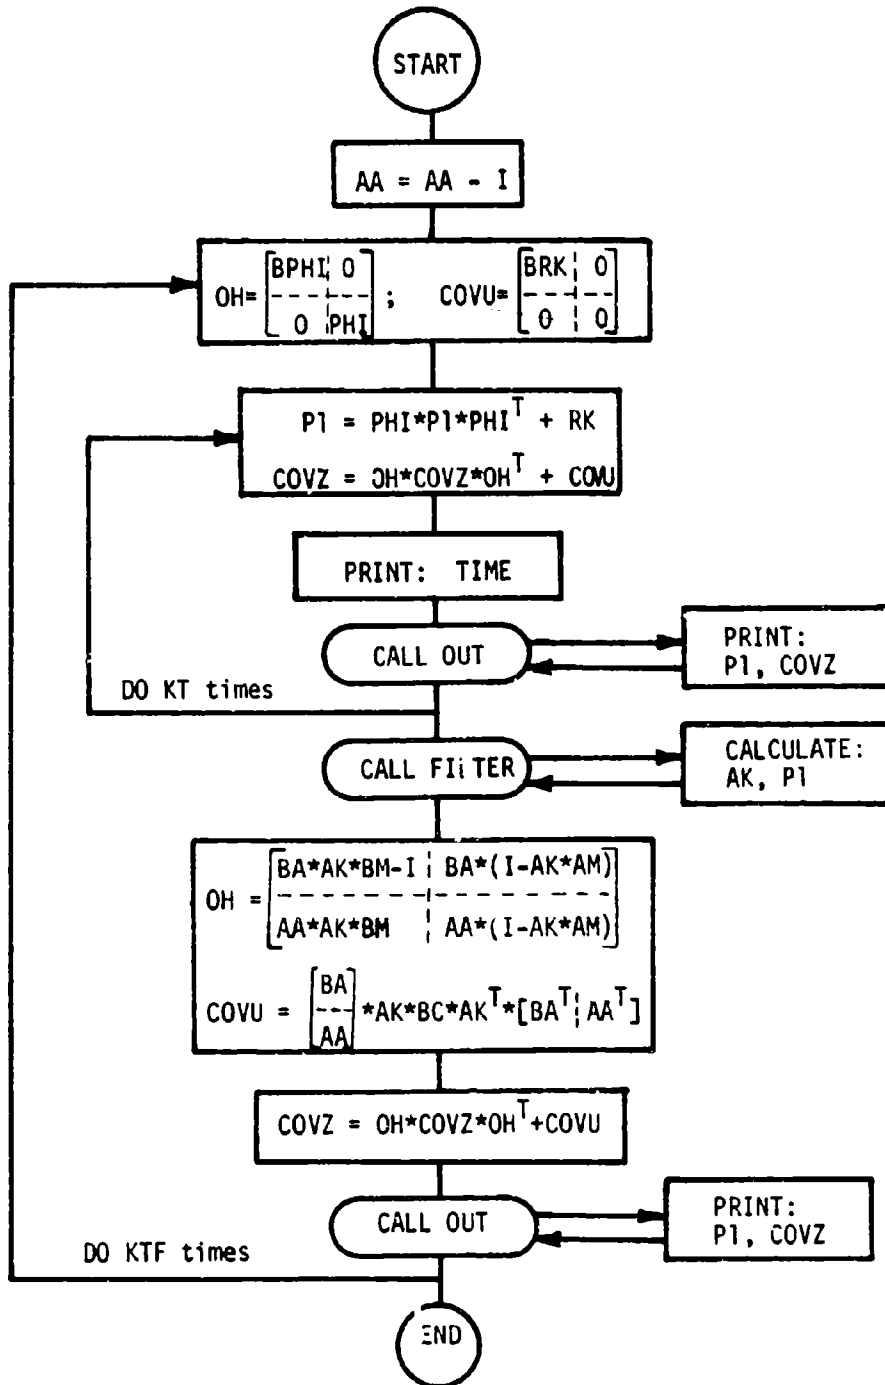 START
AA = AA - I
OH= [BPHI ¦ 0] ; COVU= [BRK ¦ 0]
[0 ¦ PHI] [0 ¦ 0]
P1 = PHI*P1*PHI^T + RK
COVZ = OH*COVZ*OH^T + COVU
PRINT: TIME
CALL OUT
PRINT:
P1, COVZ
DO KT times
CALL FILTER
CALCULATE:
AK, P1
OH = [BA*AK*BM-I ¦ BA*(I-AK*AM)]
[AA*AK*BM ¦ AA*(I-AK*AM)]
COVU = [BA
AA] *AK*BC*AK^T*[BA^T ¦ AA^T]
COVZ = OH*COVZ*OH^T+COVU
CALL OUT
PRINT:
P1, COVZ
DO KTF times
END